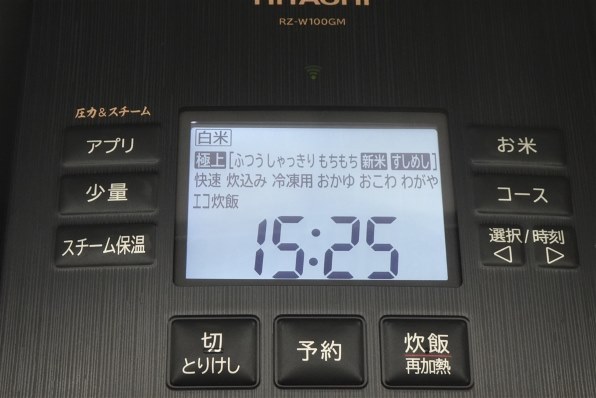 HITACHI
RZ-W100GM
圧力&スチーム
アプリ
少量
スチーム保温
白米
極上[ふつう しゃっきり もちもち 新米 すしめし]
快速 炊込み 冷凍用 おかゆ おこわ わがや
エコ炊飯
15:25
お米
コース
選択/時刻
◁ ▷
切
とりけし
予約
炊飯
再加熱